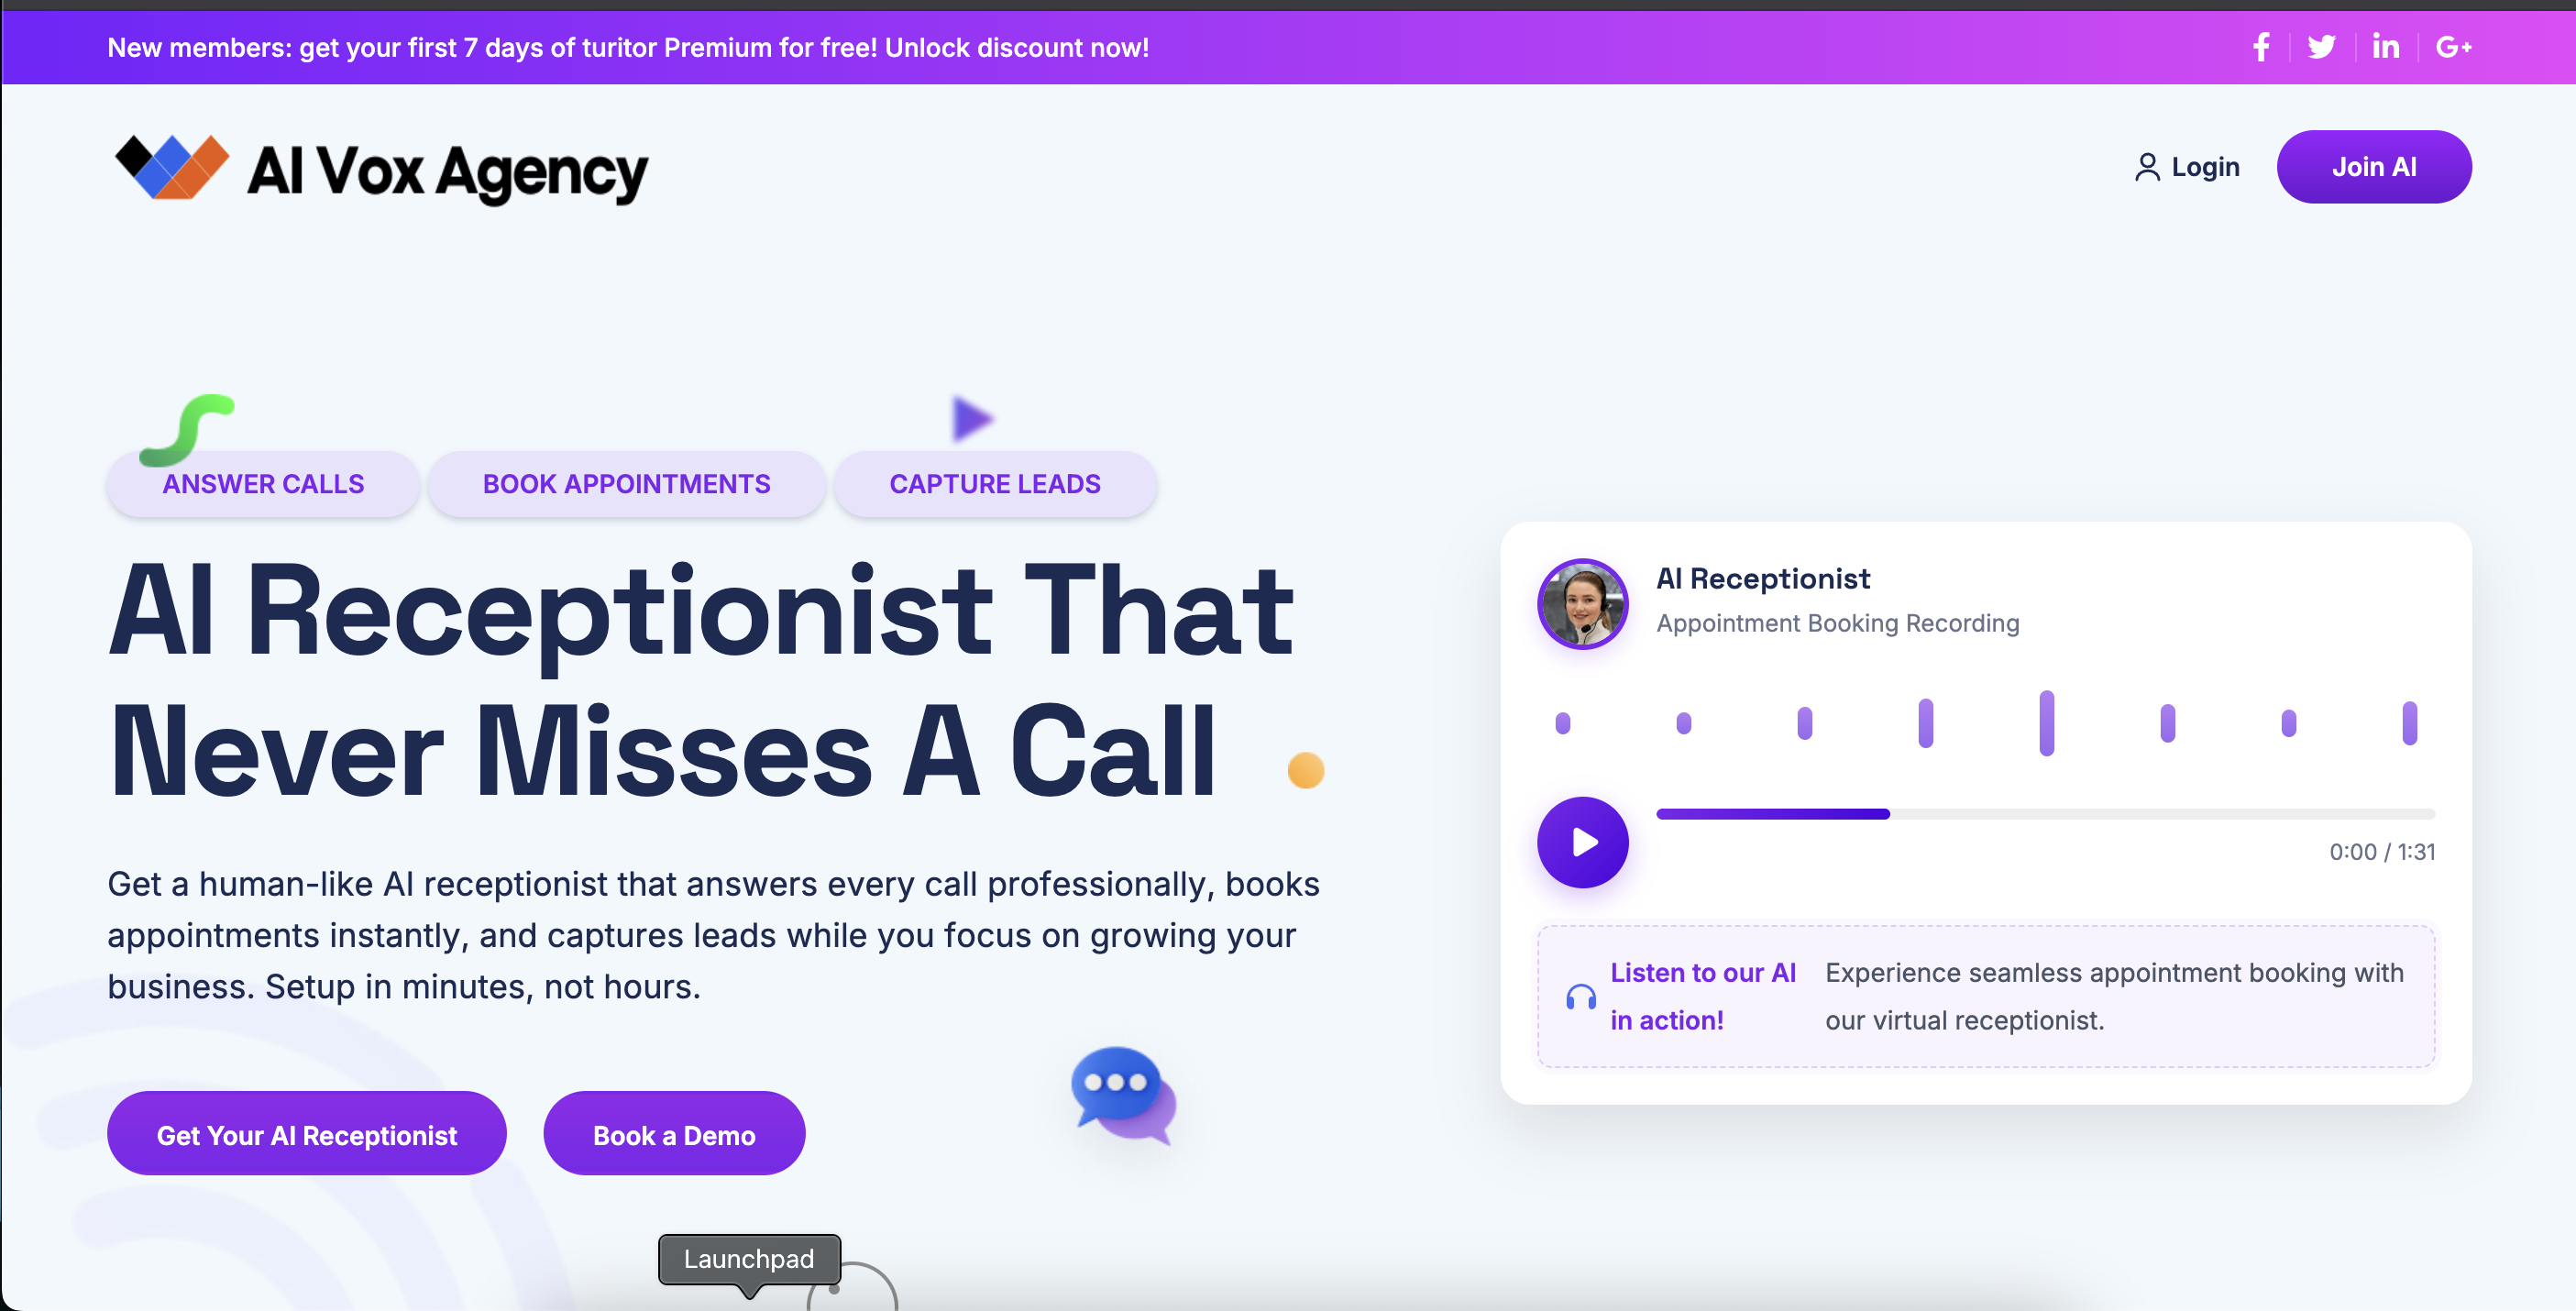 New members: get your first 7 days of turitor Premium for free! Unlock discount now!
AI Vox Agency
Login
Join AI
ANSWER CALLS
BOOK APPOINTMENTS
CAPTURE LEADS
AI Receptionist That
Never Misses A Call
Get a human-like AI receptionist that answers every call professionally, books
appointments instantly, and captures leads while you focus on growing your
business. Setup in minutes, not hours.
Get Your AI Receptionist
Book a Demo
AI Receptionist
Appointment Booking Recording
0:00 / 1:31
Listen to our AI
in action!
Experience seamless appointment booking with
our virtual receptionist.
Launchpad